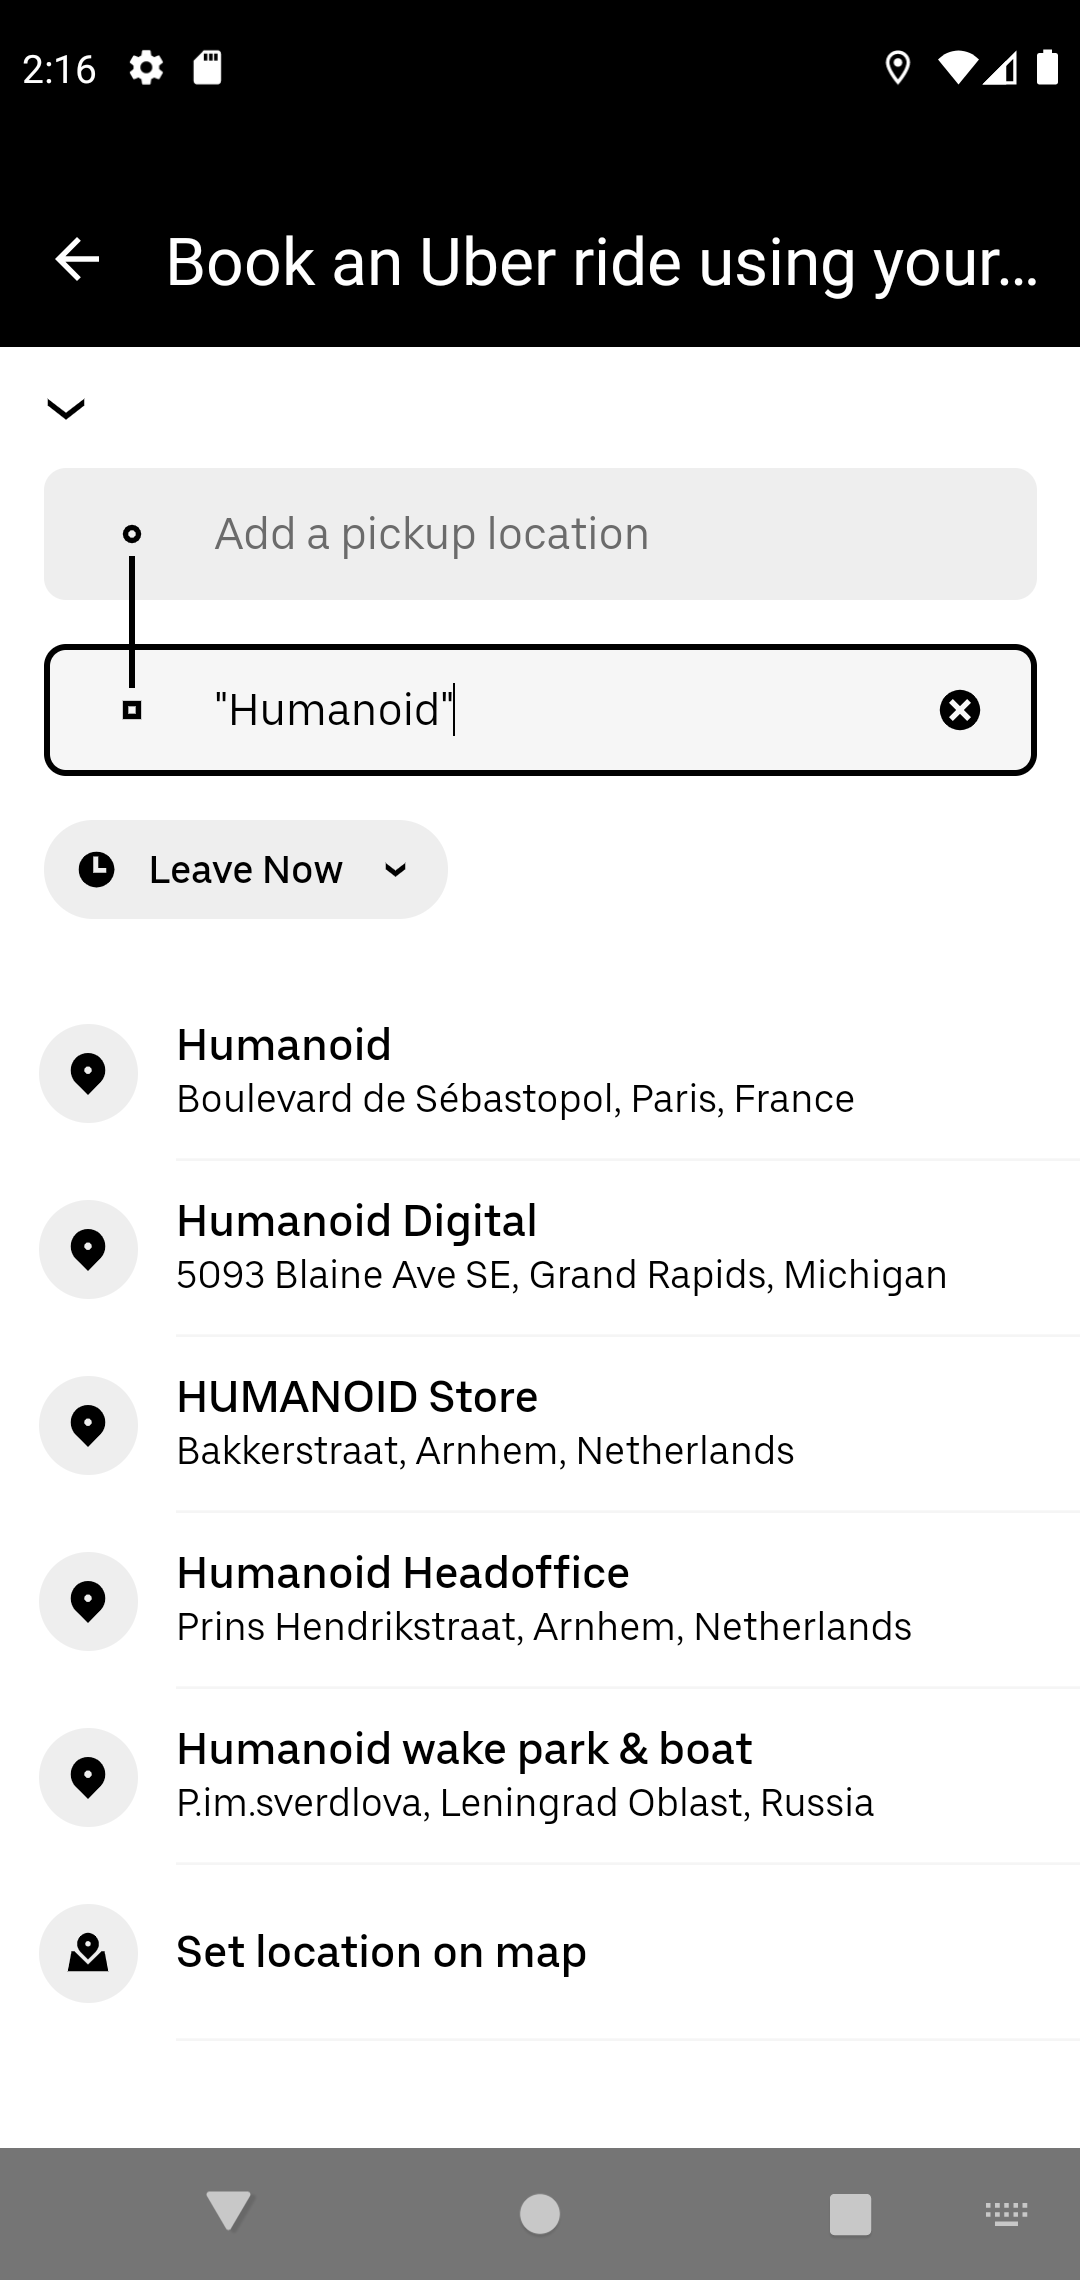 2:16
Book an Uber ride using your...
Add a pickup location
"Humanoid"
Leave Now
Humanoid
Boulevard de Sébastopol, Paris, France
Humanoid Digital
5093 Blaine Ave SE, Grand Rapids, Michigan
HUMANOID Store
Bakkerstraat, Arnhem, Netherlands
Humanoid Headoffice
Prins Hendrikstraat, Arnhem, Netherlands
Humanoid wake park & boat
P.im.sverdlova, Leningrad Oblast, Russia
Set location on map